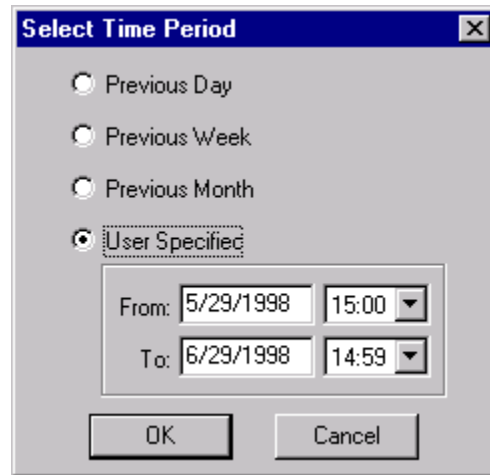 Select Time Period
Previous Day
Previous Week
Previous Month
User Specified
From: 5/29/1998 15:00
To: 6/29/1998 14:59
OK Cancel